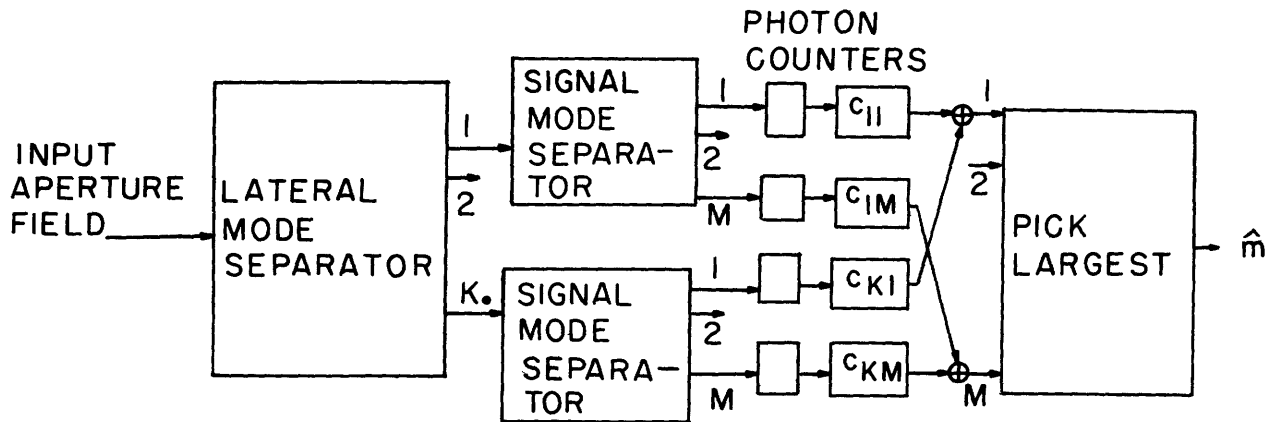 PHOTON
COUNTERS
INPUT
APERTURE
FIELD
LATERAL
MODE
SEPARATOR
1
2
K.
SIGNAL
MODE
SEPARA-
TOR
1
2
M
C11
C1M
SIGNAL
MODE
SEPARA-
TOR
1
2
M
CK1
CKM
1
2
M
PICK
LARGEST
m̂